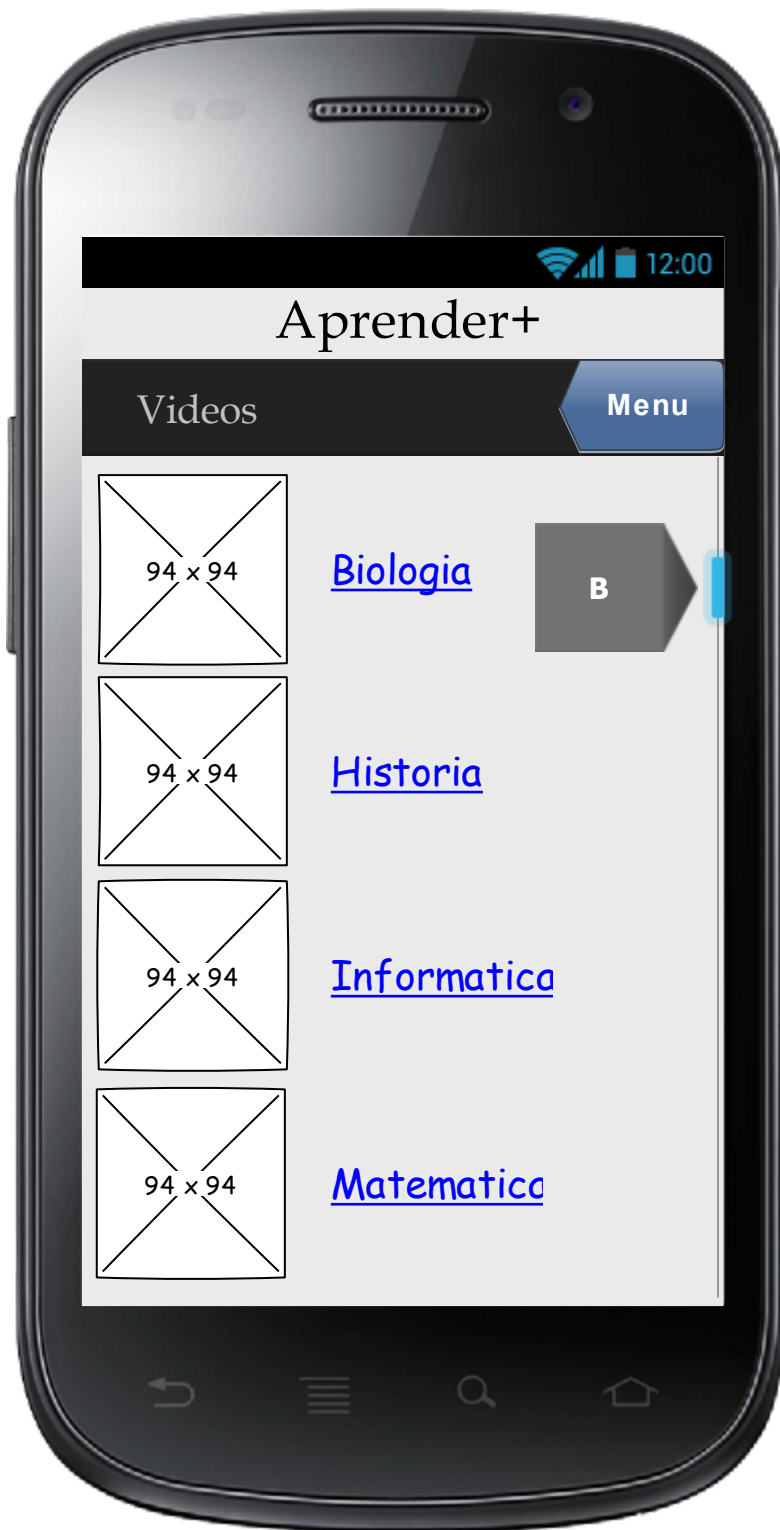 12:00
Aprender+
Videos
Menu
94 x 94
Biologia
B
94 x 94
Historia
94 x 94
Informatica
94 x 94
Matematica